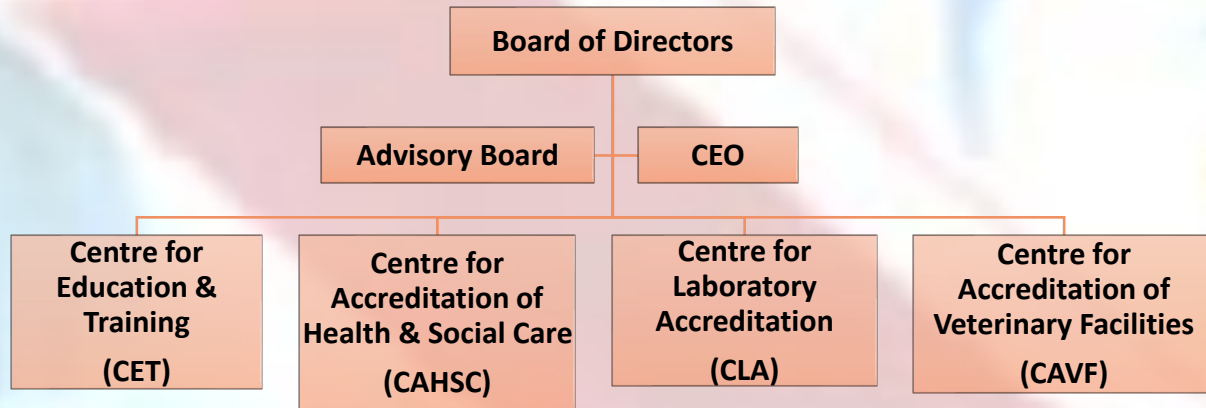 Board of Directors
Advisory Board
CEO
Centre for
Education &
Training
(CET)
Centre for
Accreditation of
Health & Social Care
(CAHSC)
Centre for
Laboratory
Accreditation
(CLA)
Centre for
Accreditation of
Veterinary Facilities
(CAVF)